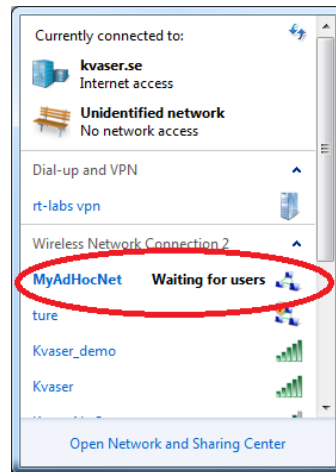 Currently connected to:
kvaser.se
Internet access
Unidentified network
No network access
Dial-up and VPN
rt-labs vpn
Wireless Network Connection 2
MyAdHocNet Waiting for users
ture
Kvaser_demo
Kvaser
Open Network and Sharing Center